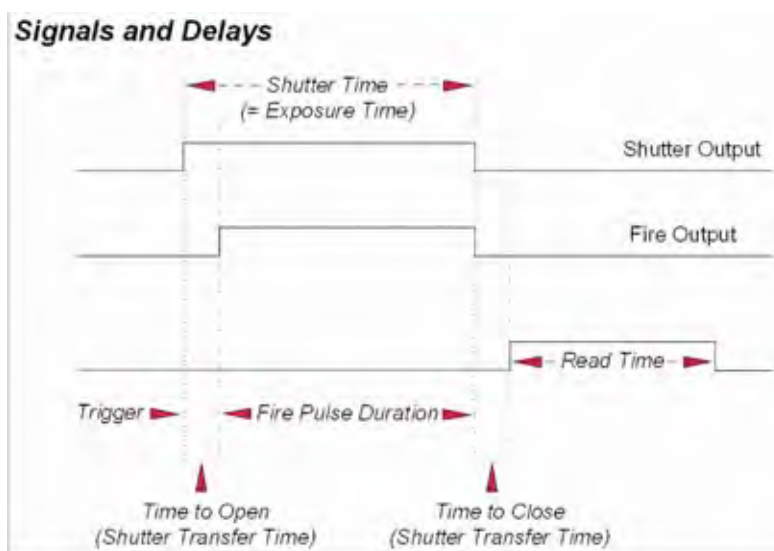 Signals and Delays
Shutter Time
(= Exposure Time)
Shutter Output
Fire Output
Read Time
Trigger
Fire Pulse Duration
Time to Open
(Shutter Transfer Time)
Time to Close
(Shutter Transfer Time)